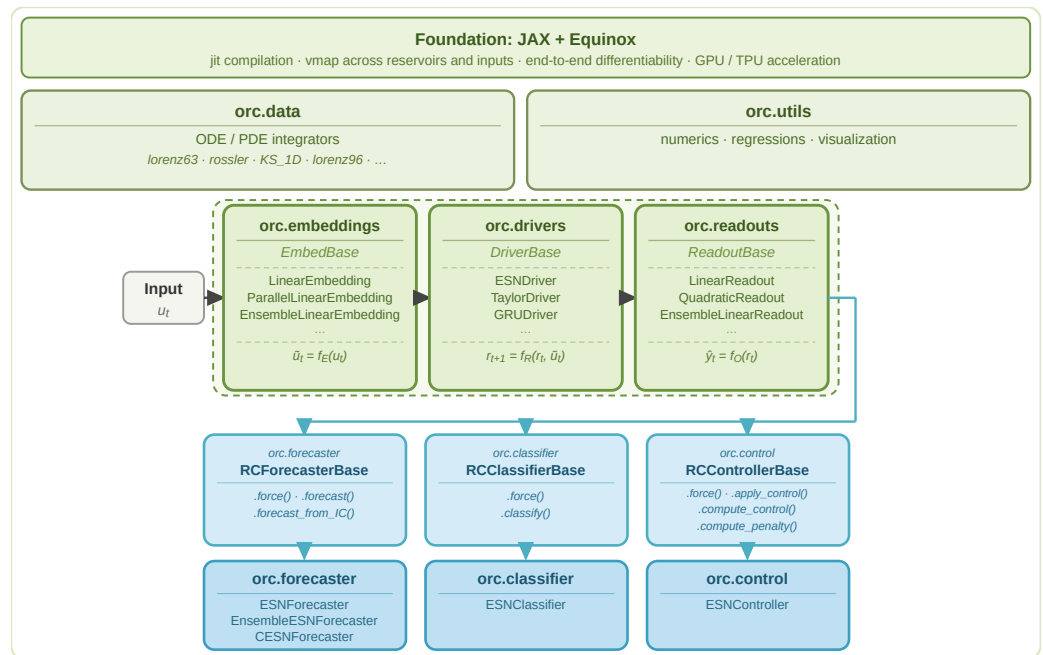 Foundation: JAX + Equinox
jit compilation · vmap across reservoirs and inputs · end-to-end differentiability · GPU / TPU acceleration
orc.data
ODE / PDE integrators
lorenz63 · rossler · KS_1D · lorenz96 · …
orc.utils
numerics · regressions · visualization
Input
uₜ
orc.embeddings
EmbedBase
LinearEmbedding
ParallelLinearEmbedding
EnsembleLinearEmbedding
…
ũₜ = f_E(uₜ)
orc.drivers
DriverBase
ESNDriver
TaylorDriver
GRUDriver
…
rₜ₊₁ = f_R(rₜ, ũₜ)
orc.readouts
ReadoutBase
LinearReadout
QuadraticReadout
EnsembleLinearReadout
…
ŷₜ = f_O(rₜ)
orc.forecaster
RCForecasterBase
.force() · .forecast()
.forecast_from_IC()
orc.classifier
RCClassifierBase
.force()
.classify()
orc.control
RCControllerBase
.force() · .apply_control()
.compute_control()
.compute_penalty()
orc.forecaster
ESNForecaster
EnsembleESNForecaster
CESNForecaster
orc.classifier
ESNClassifier
orc.control
ESNController